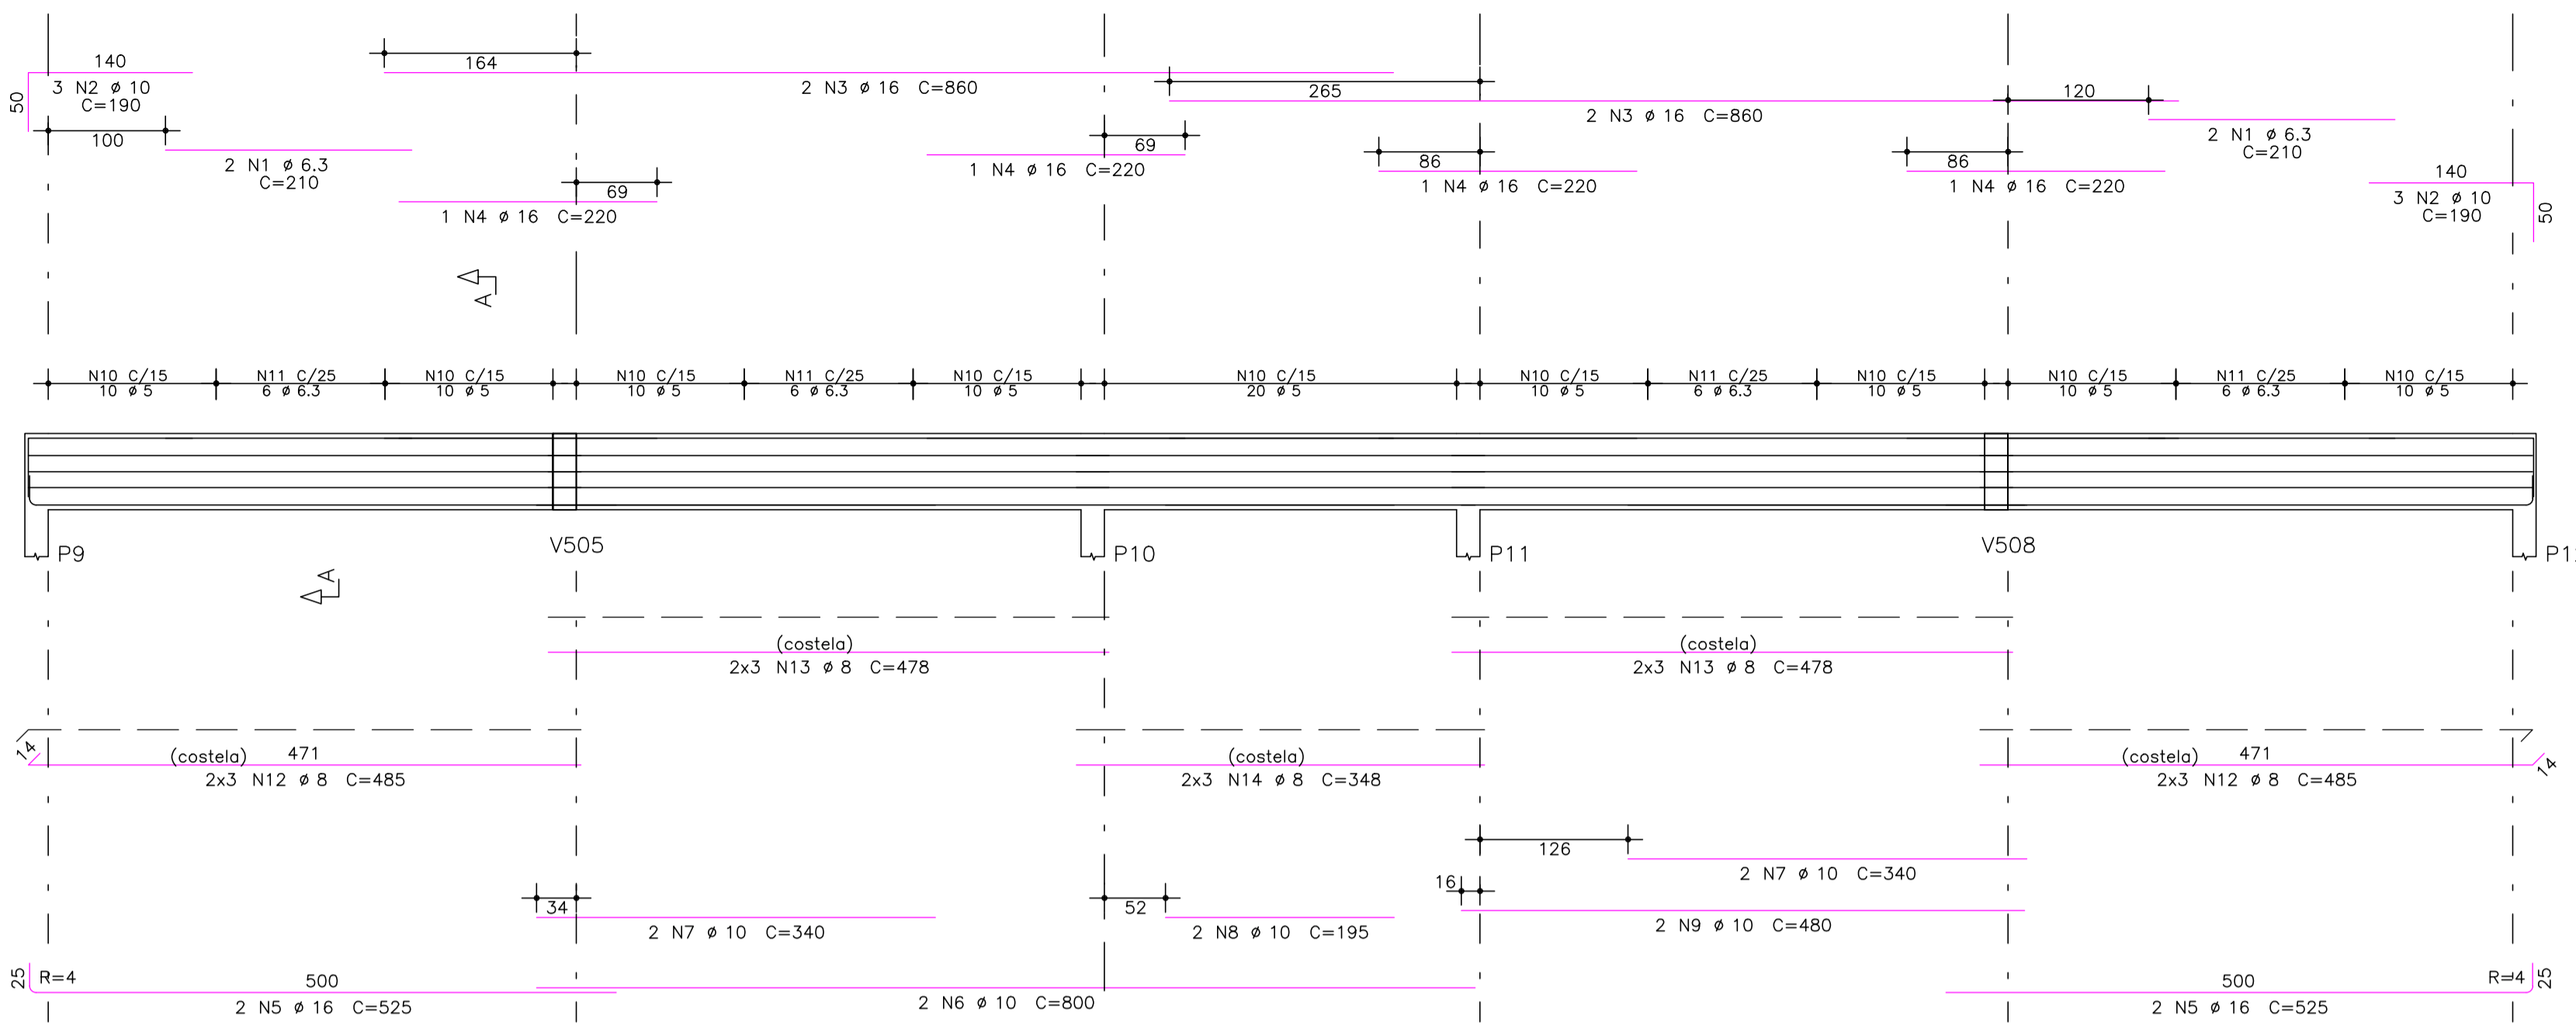 140
164
50
3 N2 ø 10
C=190
2 N3 ø 16 C=860
265
120
2 N3 ø 16 C=860
100
69
2 N1 ø 6.3
C=210
86
86
2 N1 ø 6.3
C=210
1 N4 ø 16 C=220
1 N4 ø 16 C=220
1 N4 ø 16 C=220
140
3 N2 ø 10
C=190
50
69
1 N4 ø 16 C=220
A
N10 C/15
10 ø 5
N11 C/25
6 ø 6.3
N10 C/15
10 ø 5
N10 C/15
10 ø 5
N11 C/25
6 ø 6.3
N10 C/15
10 ø 5
N10 C/15
20 ø 5
N10 C/15
10 ø 5
N11 C/25
6 ø 6.3
N10 C/15
10 ø 5
N10 C/15
10 ø 5
N11 C/25
6 ø 6.3
N10 C/15
10 ø 5
P9
V505
P10
P11
V508
A
(costela)
2x3 N13 ø 8 C=478
(costela)
2x3 N13 ø 8 C=478
14
(costela) 471
2x3 N12 ø 8 C=485
(costela)
2x3 N14 ø 8 C=348
(costela) 471
2x3 N12 ø 8 C=485
14
126
2 N7 ø 10 C=340
16
34
52
2 N7 ø 10 C=340
2 N8 ø 10 C=195
2 N9 ø 10 C=480
25
R=4
500
2 N5 ø 16 C=525
2 N6 ø 10 C=800
500
R=4
25
2 N5 ø 16 C=525